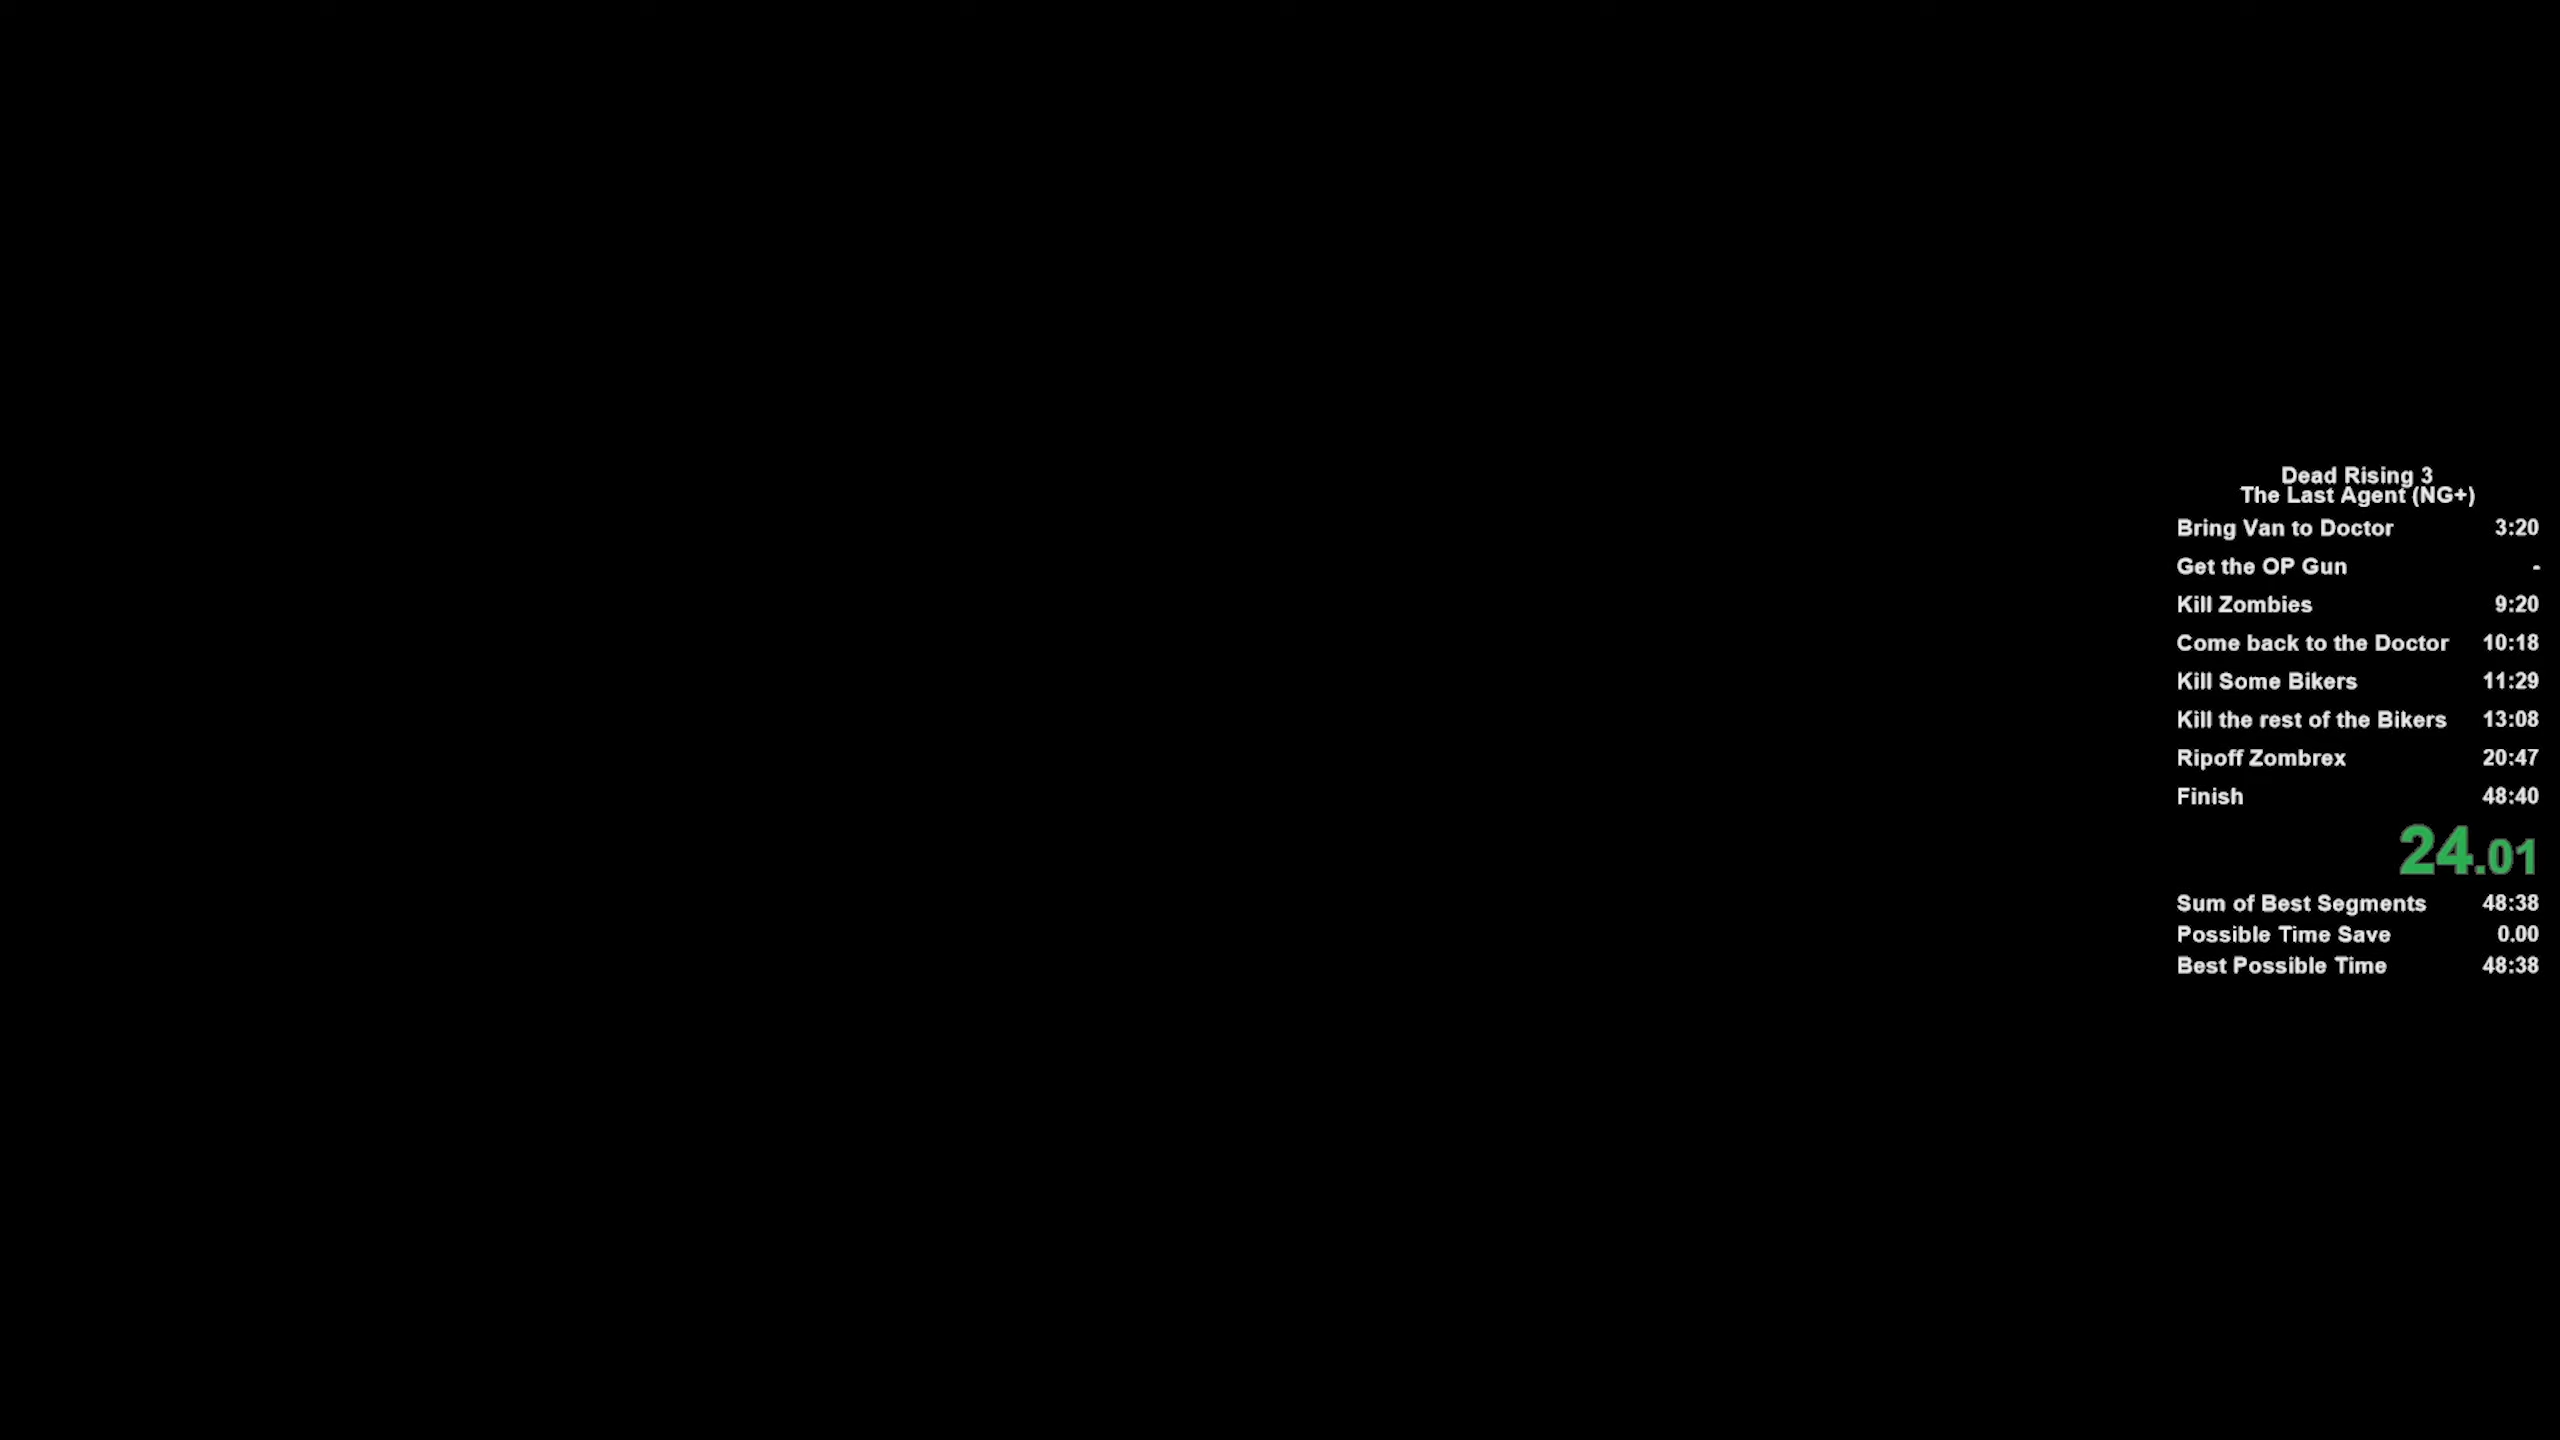 Dead Rising 3
The Last Agent (NG+)
Bring Van to Doctor 3:20
Get the OP Gun -
Kill Zombies 9:20
Come back to the Doctor 10:18
Kill Some Bikers 11:29
Kill the rest of the Bikers 13:08
Ripoff Zombrex 20:47
Finish 48:40
24.01
Sum of Best Segments 48:38
Possible Time Save 0.00
Best Possible Time 48:38